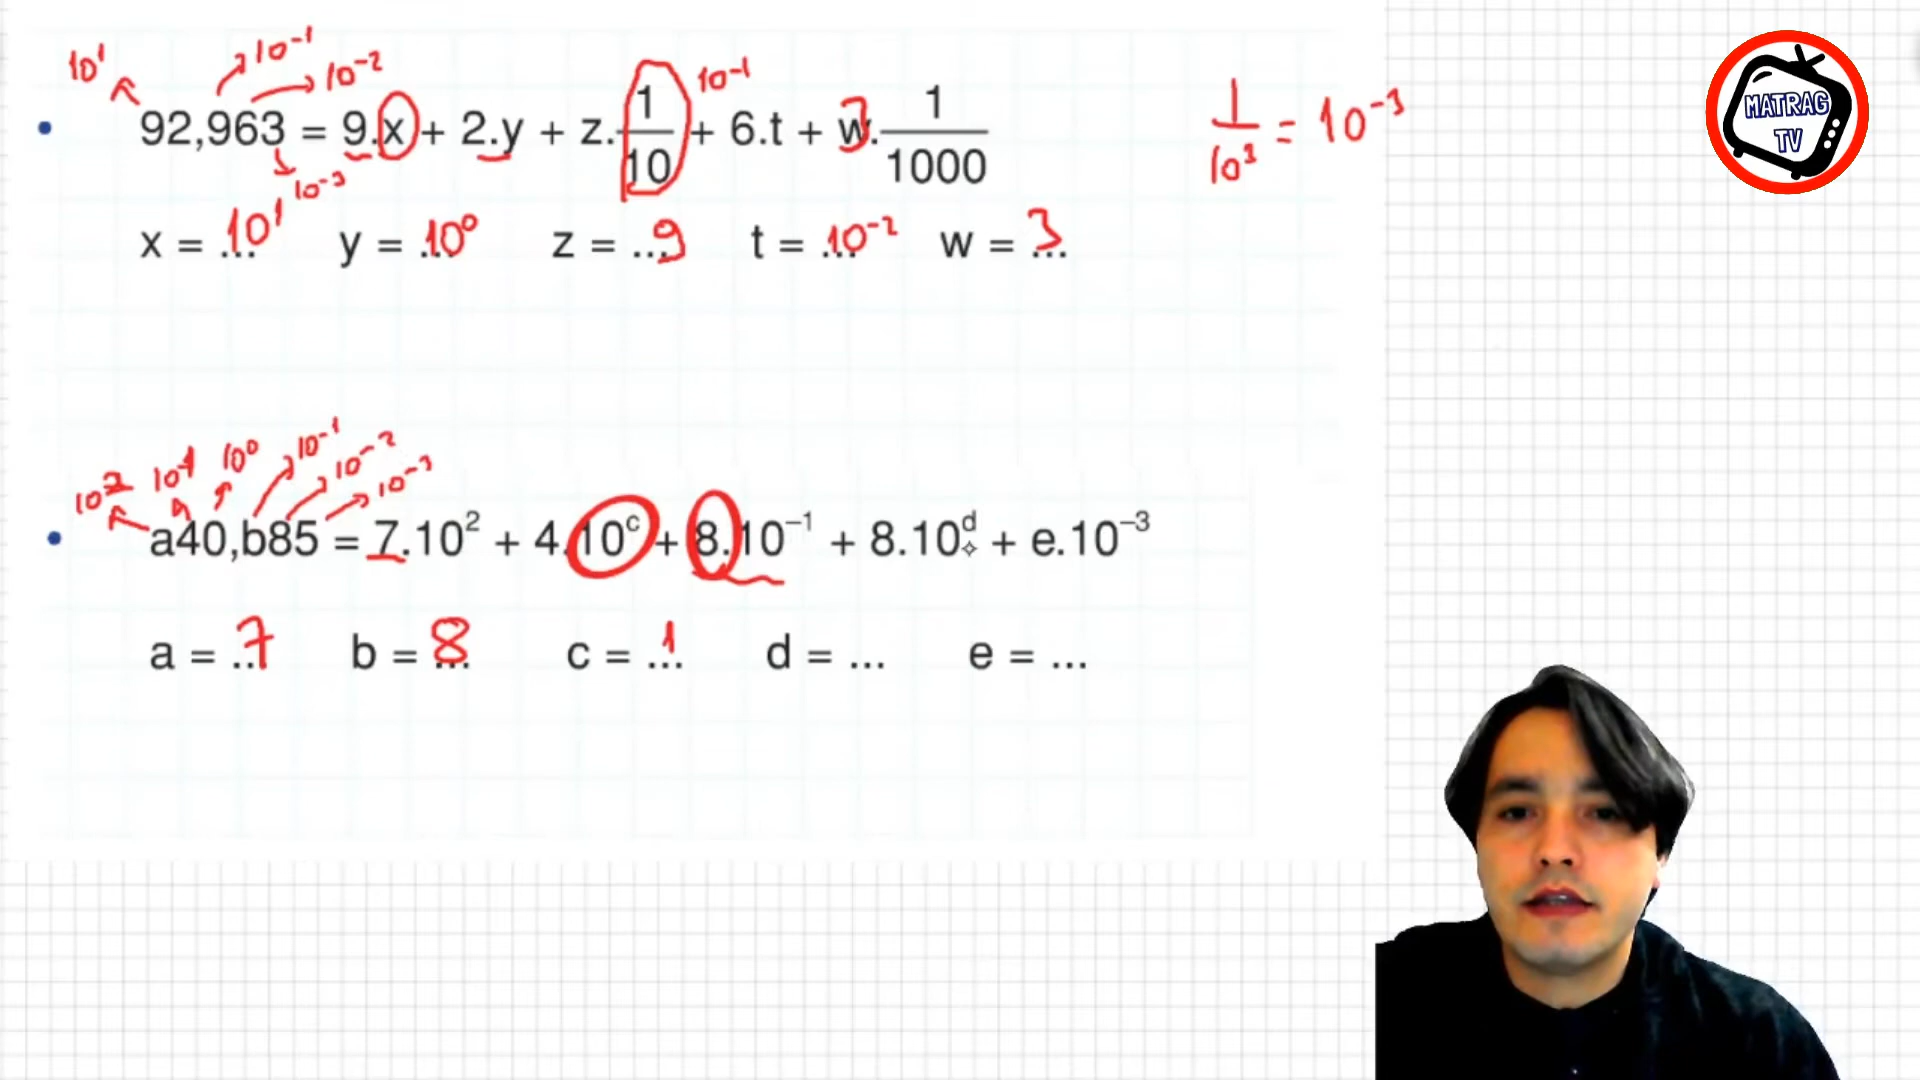 10¹ 10⁻¹ 10⁻² 10⁻¹
92,963 = 9.x + 2.y + z. 1/10 + 6.t + w. 1/1000
3
10⁻³
1/10³ = 10⁻³
MATRAG
TV
x = ... 10¹ y = ... 10⁰ z = ... 9 t = ... 10⁻² w = ... 3
10² 10¹ 10⁰ 10⁻¹ 10⁻² 10⁻³
a40,b85 = 7.10² + 4.10ᶜ + 8.10⁻¹ + 8.10ᵈ + e.10⁻³
a = ... 7 b = ... 8 c = ... 1 d = ... e = ...